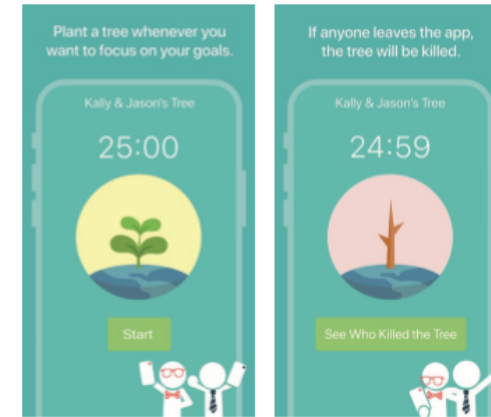 Plant a tree whenever you
want to focus on your goals.
Kally & Jason's Tree
25:00
Start
If anyone leaves the app,
the tree will be killed.
Kally & Jason's Tree
24:59
See Who Killed the Tree